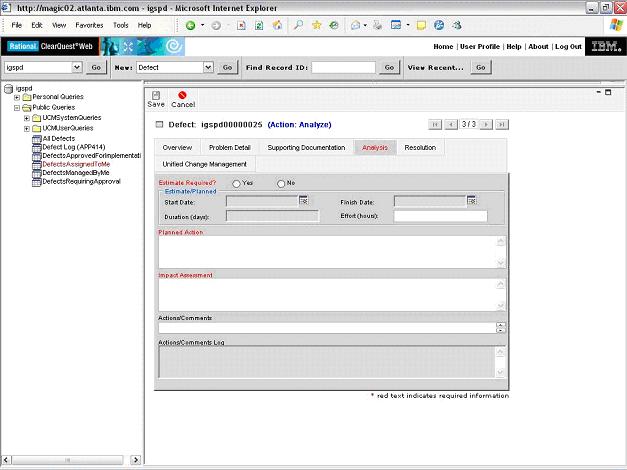 http://magic02.atlanta.ibm.com - igspd - Microsoft Internet Explorer
File Edit View Favorites Tools Help
Back Search Favorites
Rational ClearQuest Web Home | User Profile | Help | About | Log Out IBM
igspd Go New: Defect Go Find Record ID: Go View Recent... Go
igspd
Personal Queries
Public Queries
UCMSystemQueries
UCMUserQueries
All Defects
Defect Log (APP414)
DefectsApprovedForImplementati
DefectsAssignedToMe
DefectsManagedByMe
DefectsRequiringApproval
Save Cancel
Defect: igspd00000025 (Action: Analyze) 3 / 3
Overview Problem Detail Supporting Documentation Analysis Resolution
Unified Change Management
Estimate Required? Yes No
Estimate/Planned
Start Date: Finish Date:
Duration (days): Effort (hours):
Planned Action
Impact Assessment
Actions/Comments
Actions/Comments Log
* red text indicates required information